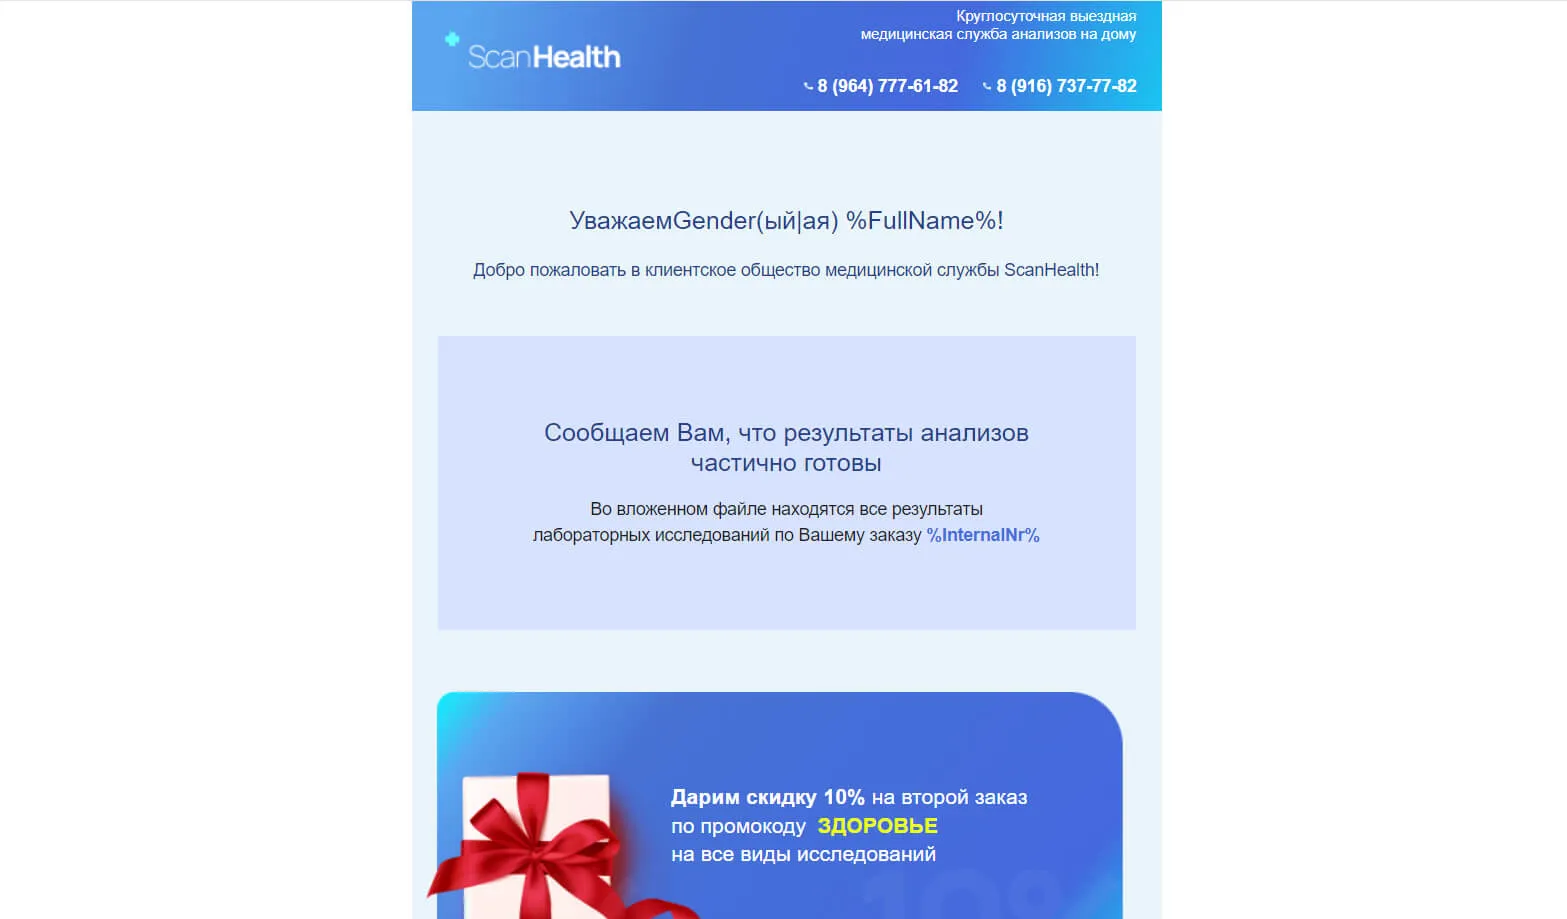 Круглосуточная выездная
медицинская служба анализов на дому
ScanHealth
8 (964) 777-61-82 8 (916) 737-77-82
УважаемGender(ый|ая) %FullName%!
Добро пожаловать в клиентское общество медицинской службы ScanHealth!
Сообщаем Вам, что результаты анализов
частично готовы
Во вложенном файле находятся все результаты
лабораторных исследований по Вашему заказу %InternalNr%
Дарим скидку 10% на второй заказ
по промокоду ЗДОРОВЬЕ
на все виды исследований
10%